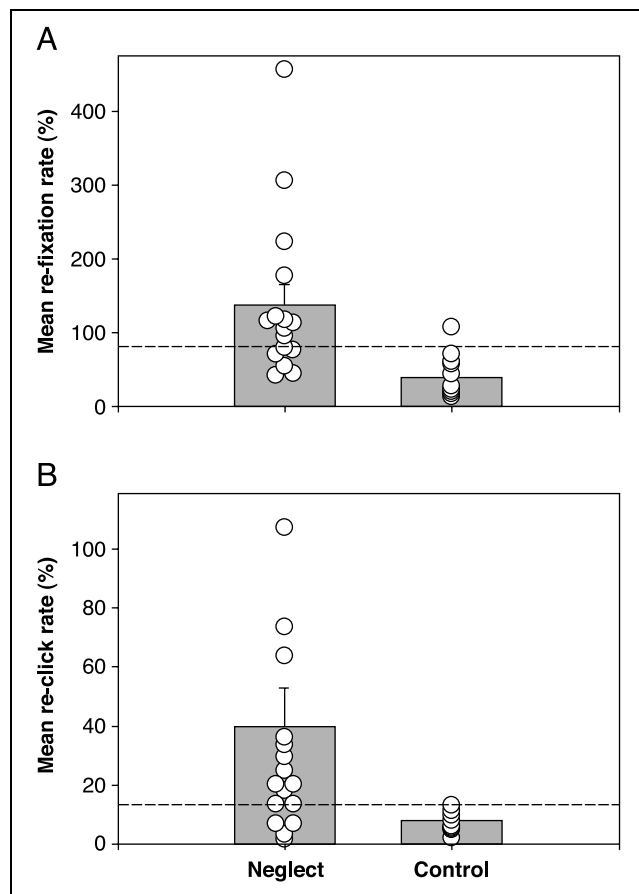 A
Mean re-fixation rate (%)
400
300
200
100
0
B
Mean re-click rate (%)
100
80
60
40
20
0
Neglect Control